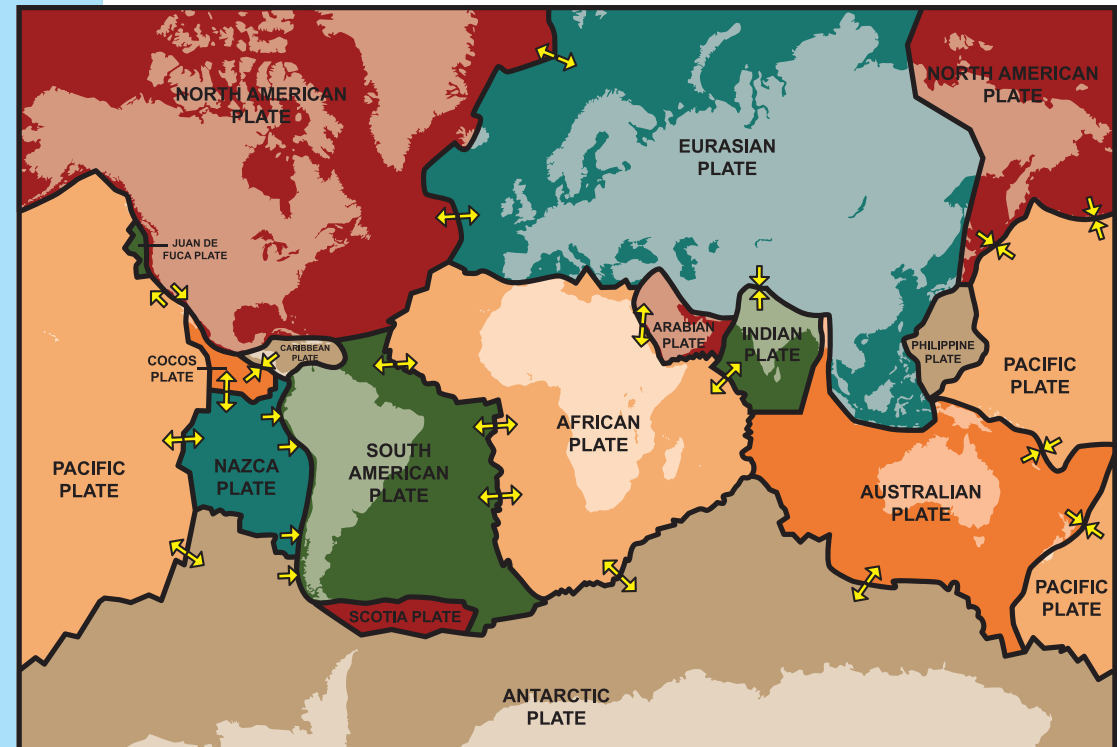 NORTH AMERICAN
PLATE
NORTH AMERICAN
PLATE
EURASIAN
PLATE
JUAN DE
FUCA PLATE
CARIBBEAN
PLATE
COCOS
PLATE
ARABIAN
PLATE
INDIAN
PLATE
PHILIPPINE
PLATE
PACIFIC
PLATE
PACIFIC
PLATE
NAZCA
PLATE
SOUTH
AMERICAN
PLATE
AFRICAN
PLATE
AUSTRALIAN
PLATE
PACIFIC
PLATE
SCOTIA PLATE
ANTARCTIC
PLATE